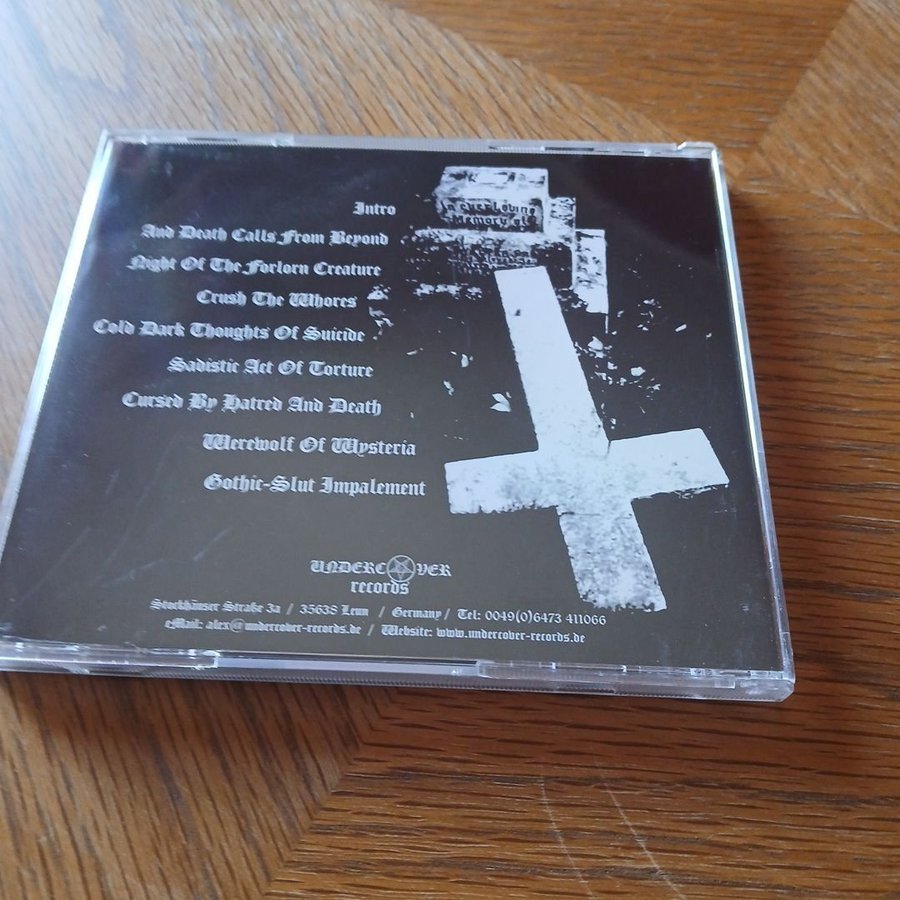 Intro
And Death Calls From Beyond
Night Of The Forlorn Creature
Crush The Whores
Cold Dark Thoughts Of Suicide
Sadistic Act Of Torture
Cursed By Hatred And Death
Werewolf Of Wysteria
Gothic-Slut Impalement
In Ever Loving
Memory of
UNDERCOVER
records
Stockhäuser Straße 3a / 35638 Leun / Germany / Tel: 0049(0)6473 411066
eMail: alex@undercover-records.de / Website: www.undercover-records.de